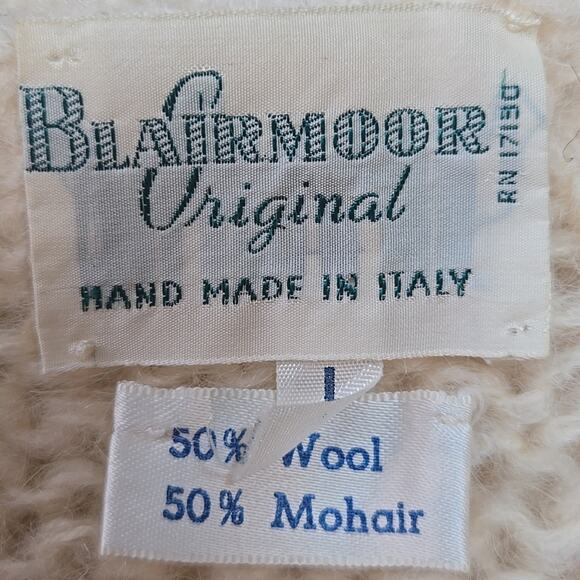 BLAIRMOOR
Original
HAND MADE IN ITALY
RN 17130
50% Wool
50% Mohair